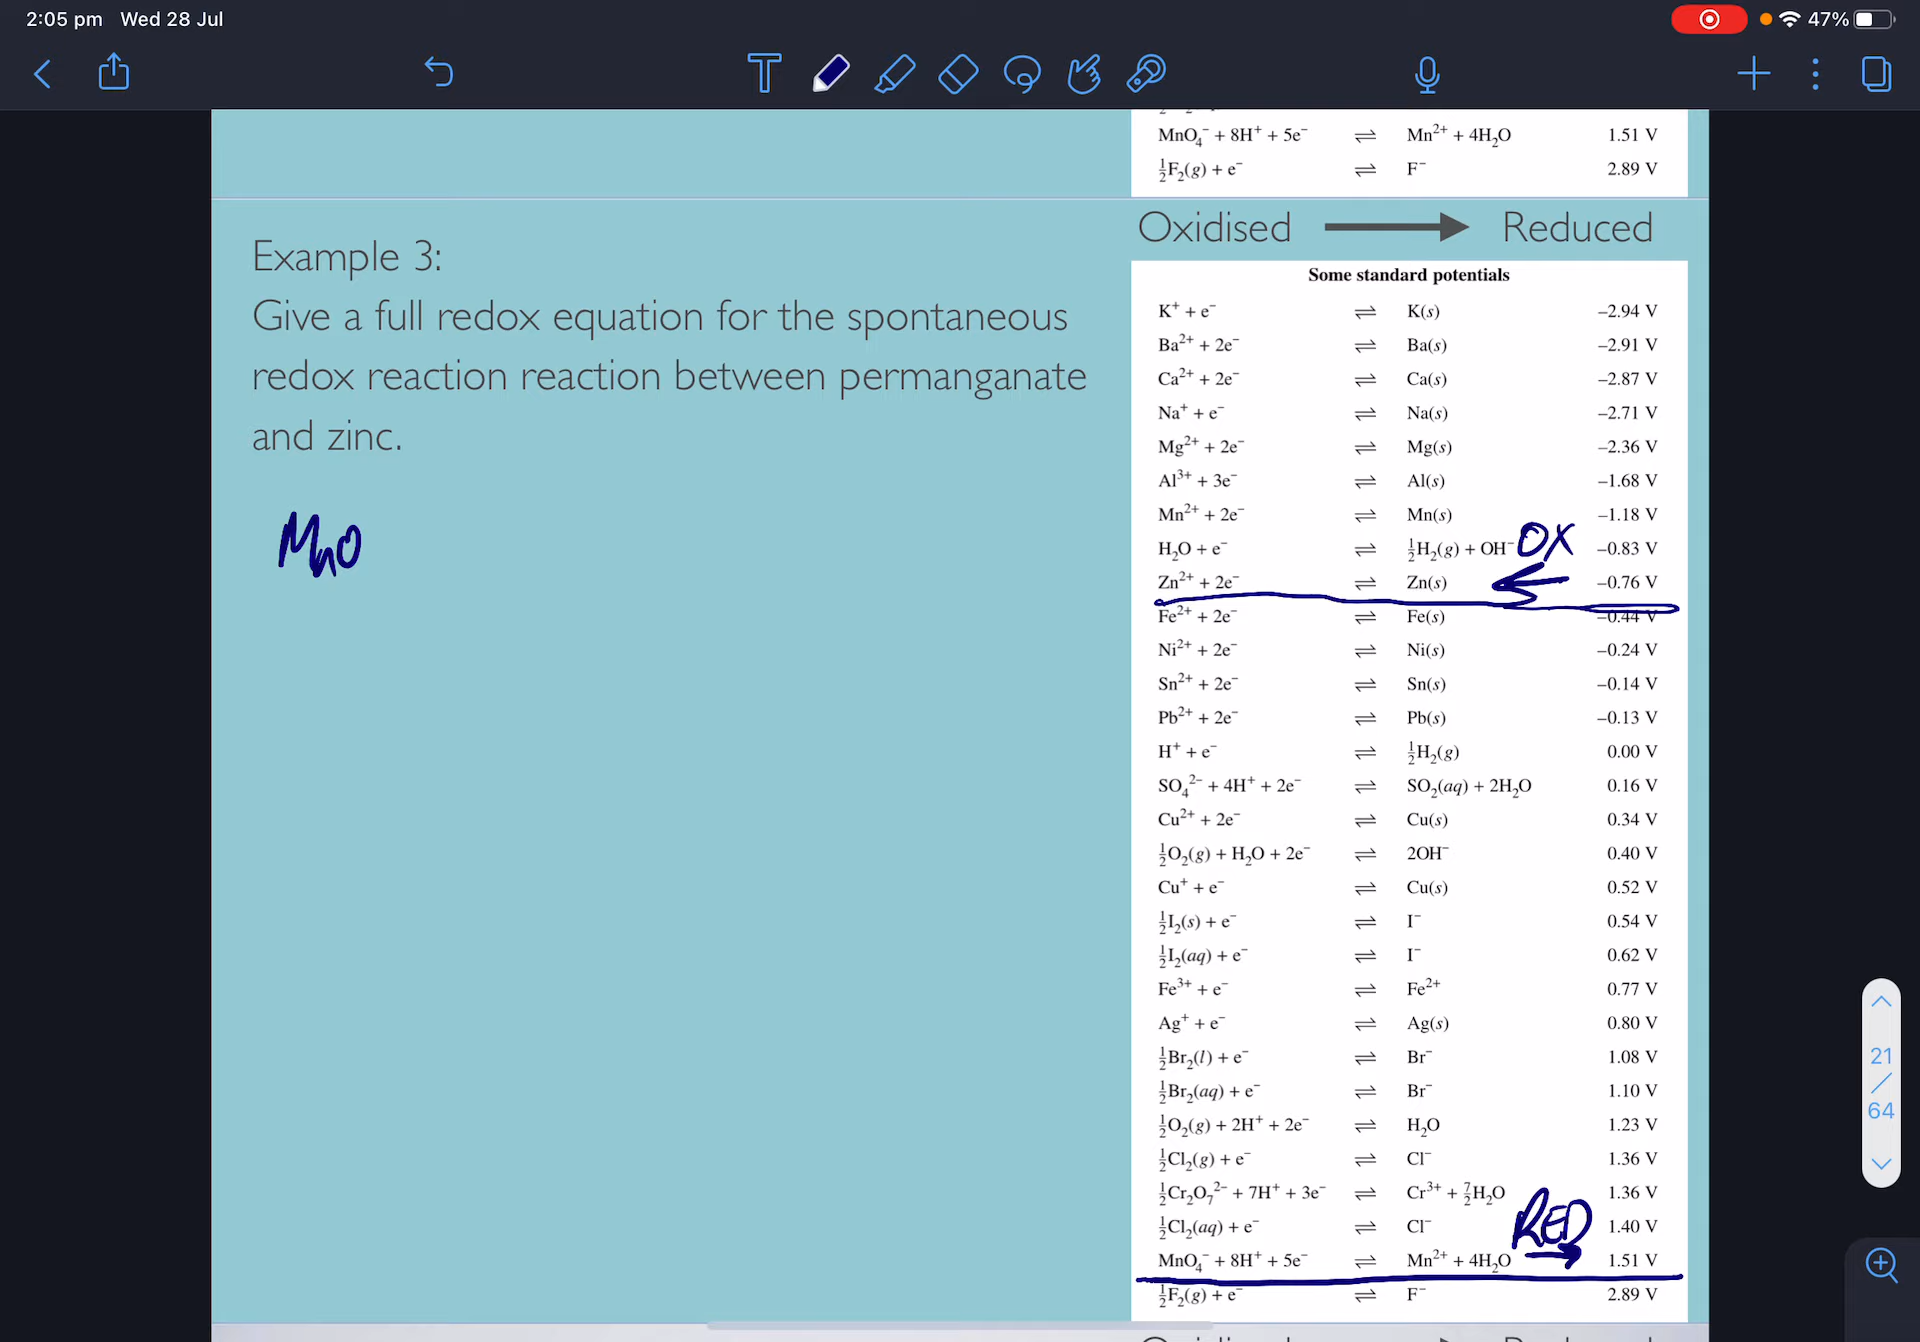 2:05 pm Wed 28 Jul
47%
MnO₄⁻ + 8H⁺ + 5e⁻ ⇌ Mn²⁺ + 4H₂O 1.51 V
½F₂(g) + e⁻ ⇌ F⁻ 2.89 V
Oxidised → Reduced
Example 3:
Give a full redox equation for the spontaneous
redox reaction reaction between permanganate
and zinc.
MnO
Some standard potentials
K⁺ + e⁻ ⇌ K(s) –2.94 V
Ba²⁺ + 2e⁻ ⇌ Ba(s) –2.91 V
Ca²⁺ + 2e⁻ ⇌ Ca(s) –2.87 V
Na⁺ + e⁻ ⇌ Na(s) –2.71 V
Mg²⁺ + 2e⁻ ⇌ Mg(s) –2.36 V
Al³⁺ + 3e⁻ ⇌ Al(s) –1.68 V
Mn²⁺ + 2e⁻ ⇌ Mn(s) –1.18 V
H₂O + e⁻ ⇌ ½H₂(g) + OH⁻ –0.83 V
OX
Zn²⁺ + 2e⁻ ⇌ Zn(s) ← –0.76 V
Fe²⁺ + 2e⁻ ⇌ Fe(s) –0.44 V
Ni²⁺ + 2e⁻ ⇌ Ni(s) –0.24 V
Sn²⁺ + 2e⁻ ⇌ Sn(s) –0.14 V
Pb²⁺ + 2e⁻ ⇌ Pb(s) –0.13 V
H⁺ + e⁻ ⇌ ½H₂(g) 0.00 V
SO₄²⁻ + 4H⁺ + 2e⁻ ⇌ SO₂(aq) + 2H₂O 0.16 V
Cu²⁺ + 2e⁻ ⇌ Cu(s) 0.34 V
½O₂(g) + H₂O + 2e⁻ ⇌ 2OH⁻ 0.40 V
Cu⁺ + e⁻ ⇌ Cu(s) 0.52 V
½I₂(s) + e⁻ ⇌ I⁻ 0.54 V
½I₂(aq) + e⁻ ⇌ I⁻ 0.62 V
Fe³⁺ + e⁻ ⇌ Fe²⁺ 0.77 V
Ag⁺ + e⁻ ⇌ Ag(s) 0.80 V
½Br₂(l) + e⁻ ⇌ Br⁻ 1.08 V
½Br₂(aq) + e⁻ ⇌ Br⁻ 1.10 V
½O₂(g) + 2H⁺ + 2e⁻ ⇌ H₂O 1.23 V
½Cl₂(g) + e⁻ ⇌ Cl⁻ 1.36 V
½Cr₂O₇²⁻ + 7H⁺ + 3e⁻ ⇌ Cr³⁺ + 7/2H₂O 1.36 V
½Cl₂(aq) + e⁻ ⇌ Cl⁻ 1.40 V
RED
MnO₄⁻ + 8H⁺ + 5e⁻ ⇌ Mn²⁺ + 4H₂O → 1.51 V
½F₂(g) + e⁻ ⇌ F⁻ 2.89 V
21
/
64